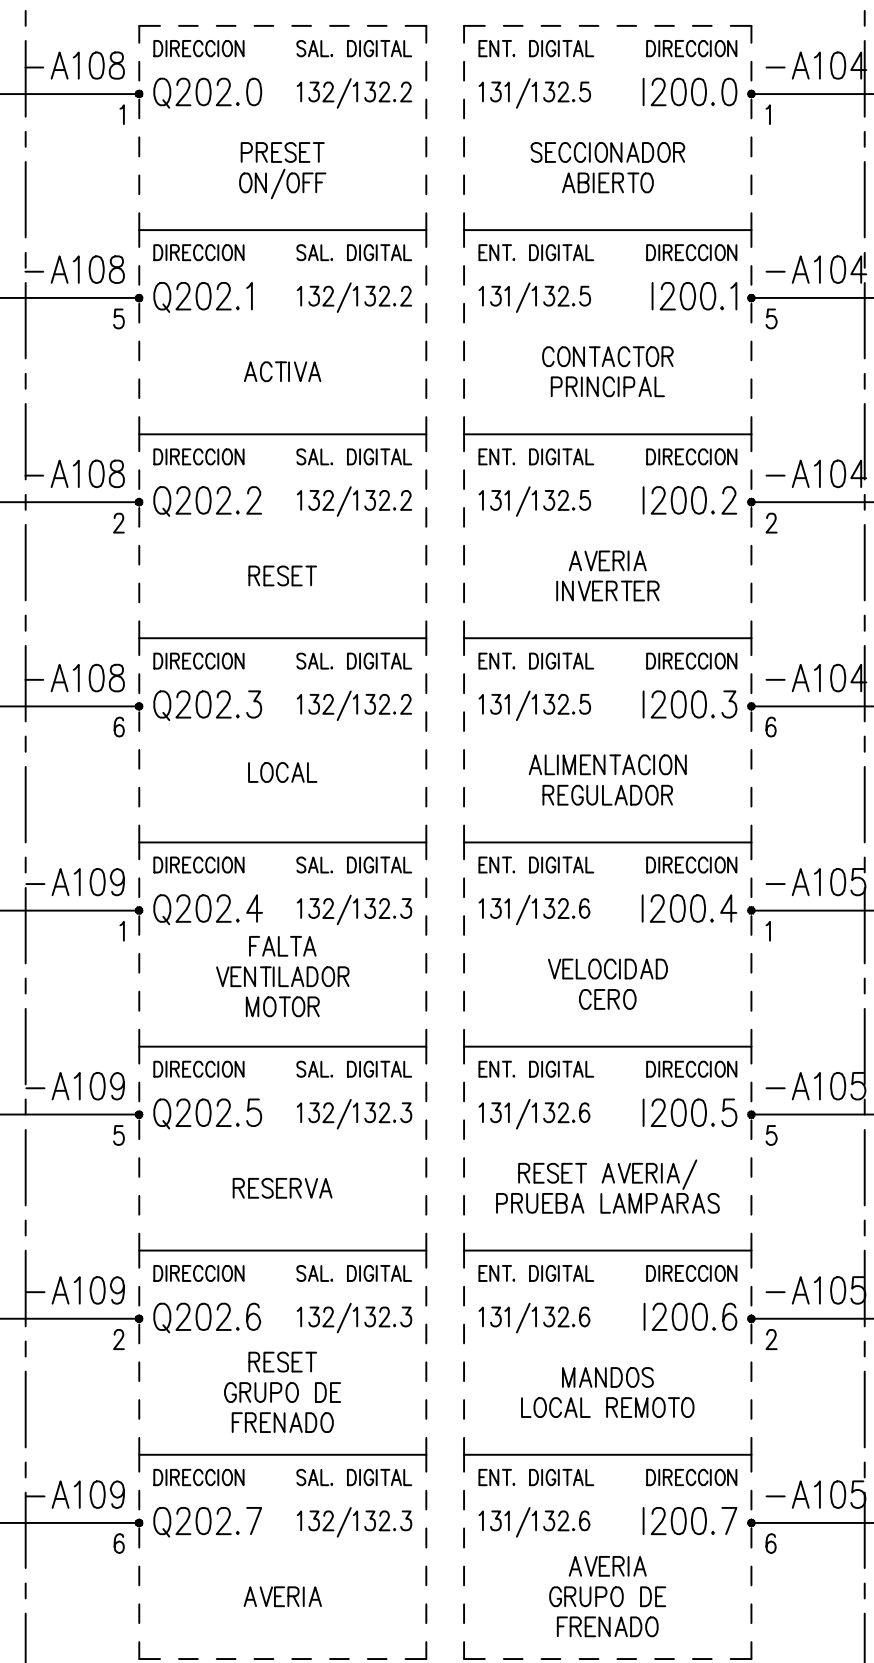 -A108
1
DIRECCION SAL. DIGITAL
Q202.0 132/132.2
PRESET
ON/OFF
ENT. DIGITAL DIRECCION
131/132.5 I200.0
SECCIONADOR
ABIERTO
-A104
1
-A108
5
DIRECCION SAL. DIGITAL
Q202.1 132/132.2
ACTIVA
ENT. DIGITAL DIRECCION
131/132.5 I200.1
CONTACTOR
PRINCIPAL
-A104
5
-A108
2
DIRECCION SAL. DIGITAL
Q202.2 132/132.2
RESET
ENT. DIGITAL DIRECCION
131/132.5 I200.2
AVERIA
INVERTER
-A104
2
-A108
6
DIRECCION SAL. DIGITAL
Q202.3 132/132.2
LOCAL
ENT. DIGITAL DIRECCION
131/132.5 I200.3
ALIMENTACION
REGULADOR
-A104
6
-A109
1
DIRECCION SAL. DIGITAL
Q202.4 132/132.3
FALTA
VENTILADOR
MOTOR
ENT. DIGITAL DIRECCION
131/132.6 I200.4
VELOCIDAD
CERO
-A105
1
-A109
5
DIRECCION SAL. DIGITAL
Q202.5 132/132.3
RESERVA
ENT. DIGITAL DIRECCION
131/132.6 I200.5
RESET AVERIA/
PRUEBA LAMPARAS
-A105
5
-A109
2
DIRECCION SAL. DIGITAL
Q202.6 132/132.3
RESET
GRUPO DE
FRENADO
ENT. DIGITAL DIRECCION
131/132.6 I200.6
MANDOS
LOCAL REMOTO
-A105
2
-A109
6
DIRECCION SAL. DIGITAL
Q202.7 132/132.3
AVERIA
ENT. DIGITAL DIRECCION
131/132.6 I200.7
AVERIA
GRUPO DE
FRENADO
-A105
6